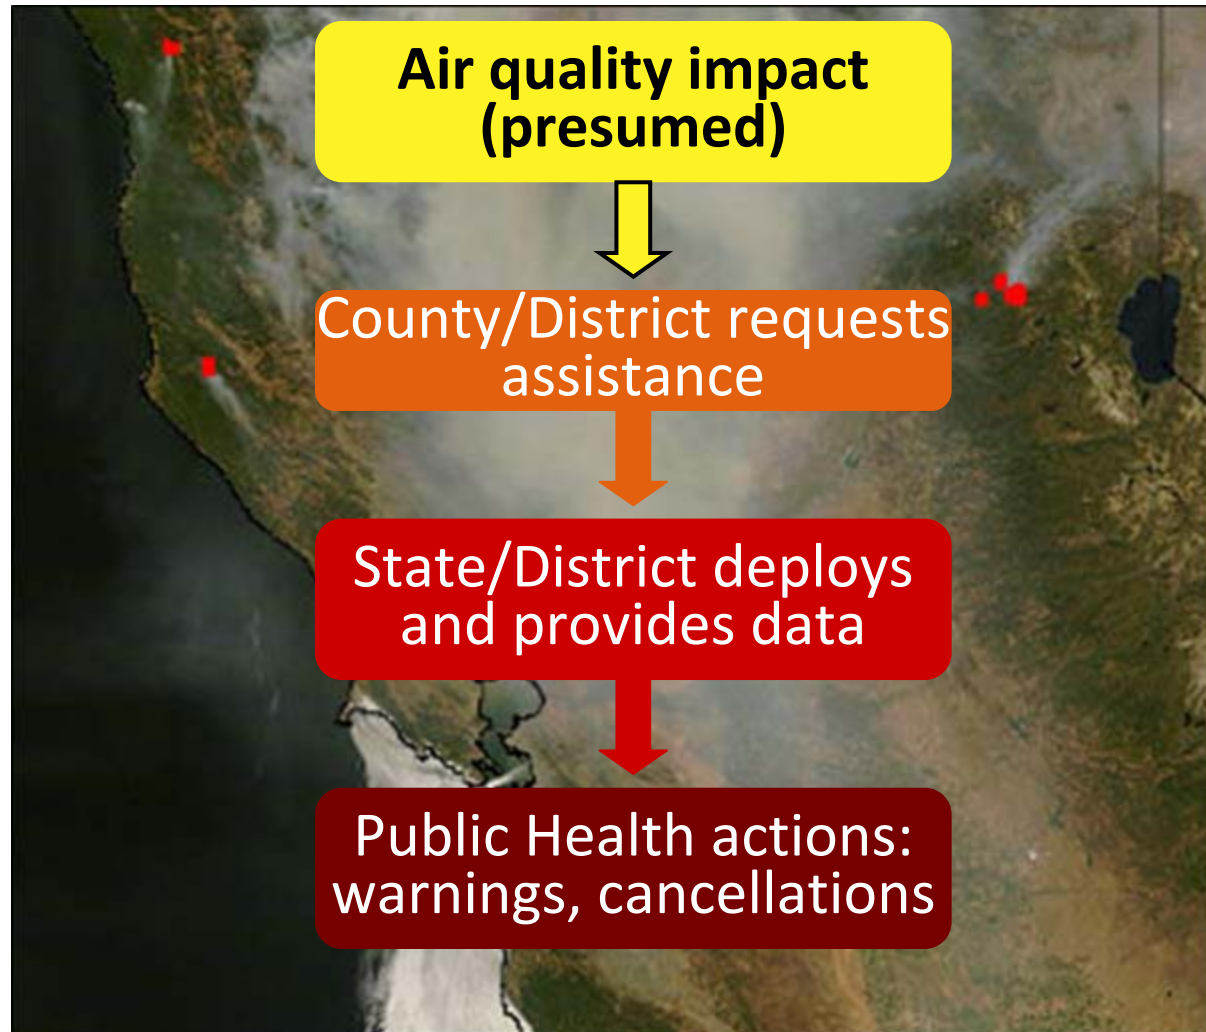 Air quality impact
(presumed)
County/District requests
assistance
State/District deploys
and provides data
Public Health actions:
warnings, cancellations